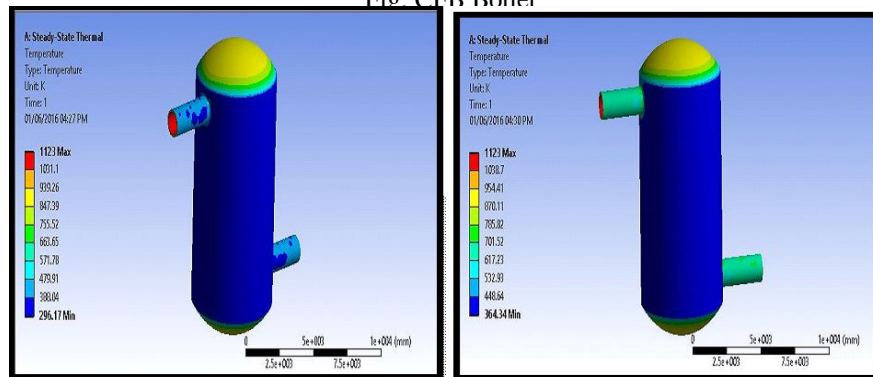 Fig. CFB Boiler
A: Steady-State Thermal
Temperature
Type: Temperature
Unit: K
Time: 1
01/06/2016 04:27 PM
1123 Max
1031.1
939.26
847.39
755.52
663.65
571.78
479.91
388.04
296.17 Min
0
5e+003
1e+004 (mm)
2.5e+003
7.5e+003
A: Steady-State Thermal
Temperature
Type: Temperature
Unit: K
Time: 1
01/06/2016 04:30 PM
1123 Max
1038.7
954.41
870.11
785.82
701.52
617.23
532.93
448.64
364.34 Min
0
5e+003
1e+004 (mm)
2.5e+003
7.5e+003